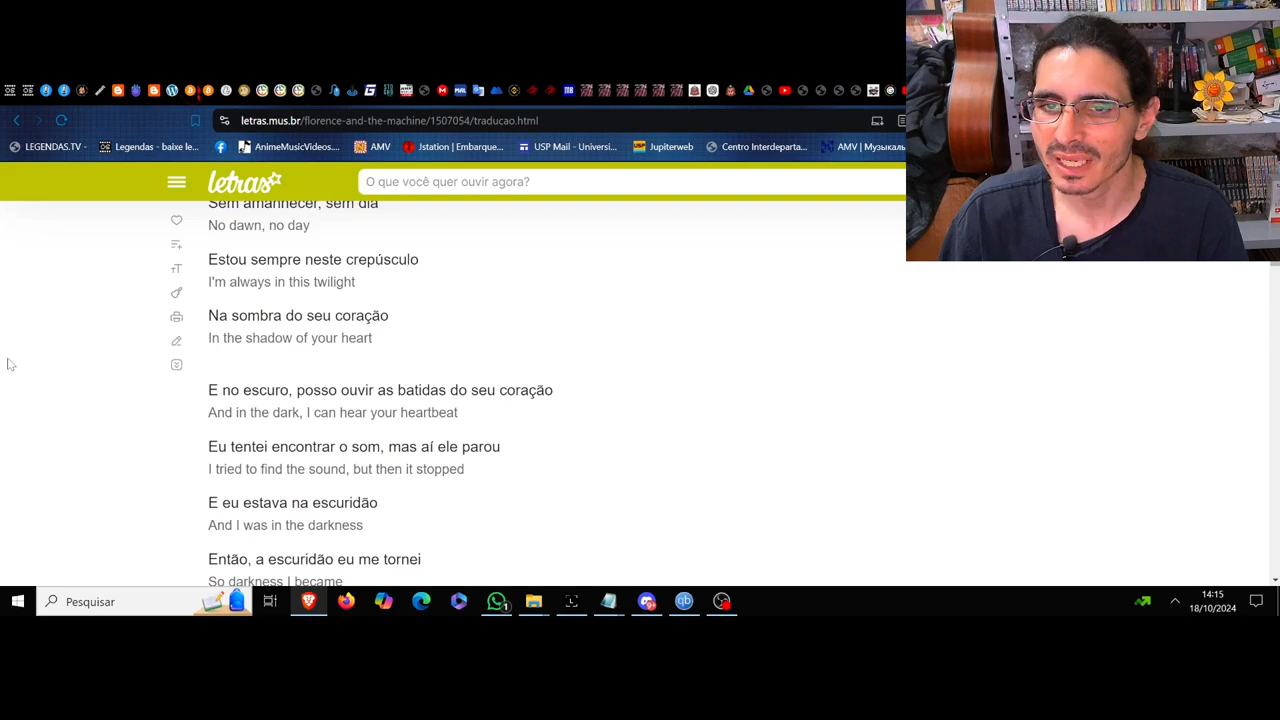 letras.mus.br/florence-and-the-machine/1507054/traducao.html
LEGENDAS.TV
Legendas - baixe le...
AnimeMusicVideos...
AMV
Jstation | Embarque...
USP Mail - Universi...
Jupiterweb
Centro Interdeparta...
AMV | Музыкаль
letras
O que você quer ouvir agora?
Sem amanhecer, sem dia
No dawn, no day
Estou sempre neste crepúsculo
I'm always in this twilight
Na sombra do seu coração
In the shadow of your heart
E no escuro, posso ouvir as batidas do seu coração
And in the dark, I can hear your heartbeat
Eu tentei encontrar o som, mas aí ele parou
I tried to find the sound, but then it stopped
E eu estava na escuridão
And I was in the darkness
Então, a escuridão eu me tornei
So darkness I became
Pesquisar
14:15
18/10/2024